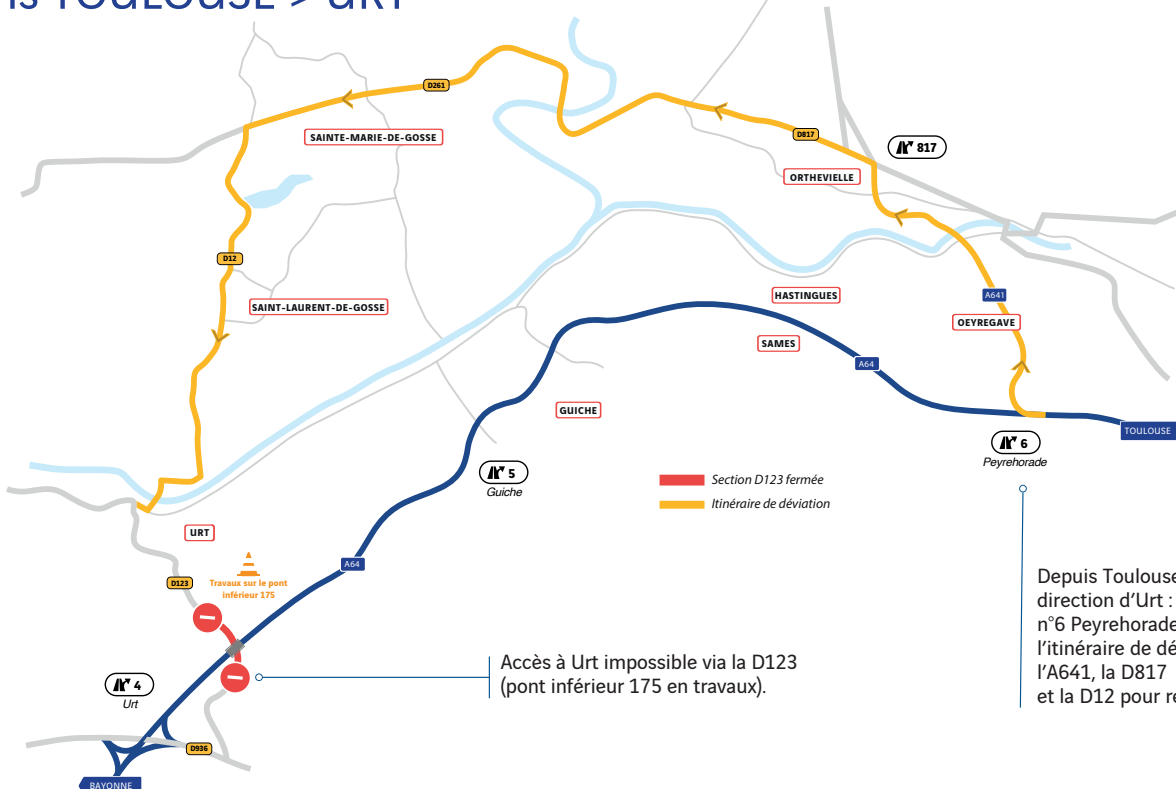 TOULOUSE > URT
D261
SAINTE-MARIE-DE-GOSSE
D817
817
ORTHEVIELLE
D12
SAINT-LAURENT-DE-GOSSE
HASTINGUES
A641
OEYREGAVE
SAMES
A64
GUICHE
TOULOUSE
6
Peyrehorade
5
Guiche
Section D123 fermée
Itinéraire de déviation
URT
A64
D123
Travaux sur le pont
inférieur 175
Depuis Toulouse
direction d'Urt :
n°6 Peyrehorade
l'itinéraire de dé
l'A641, la D817
et la D12 pour re
Accès à Urt impossible via la D123
(pont inférieur 175 en travaux).
4
Urt
D936
BAYONNE